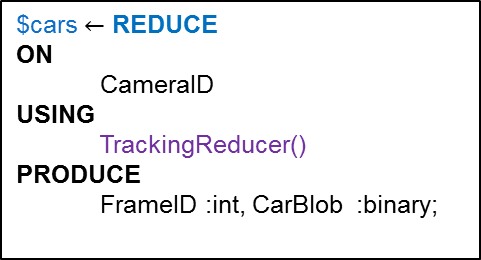 $cars ← REDUCE
ON
CameraID
USING
TrackingReducer()
PRODUCE
FrameID :int, CarBlob :binary;